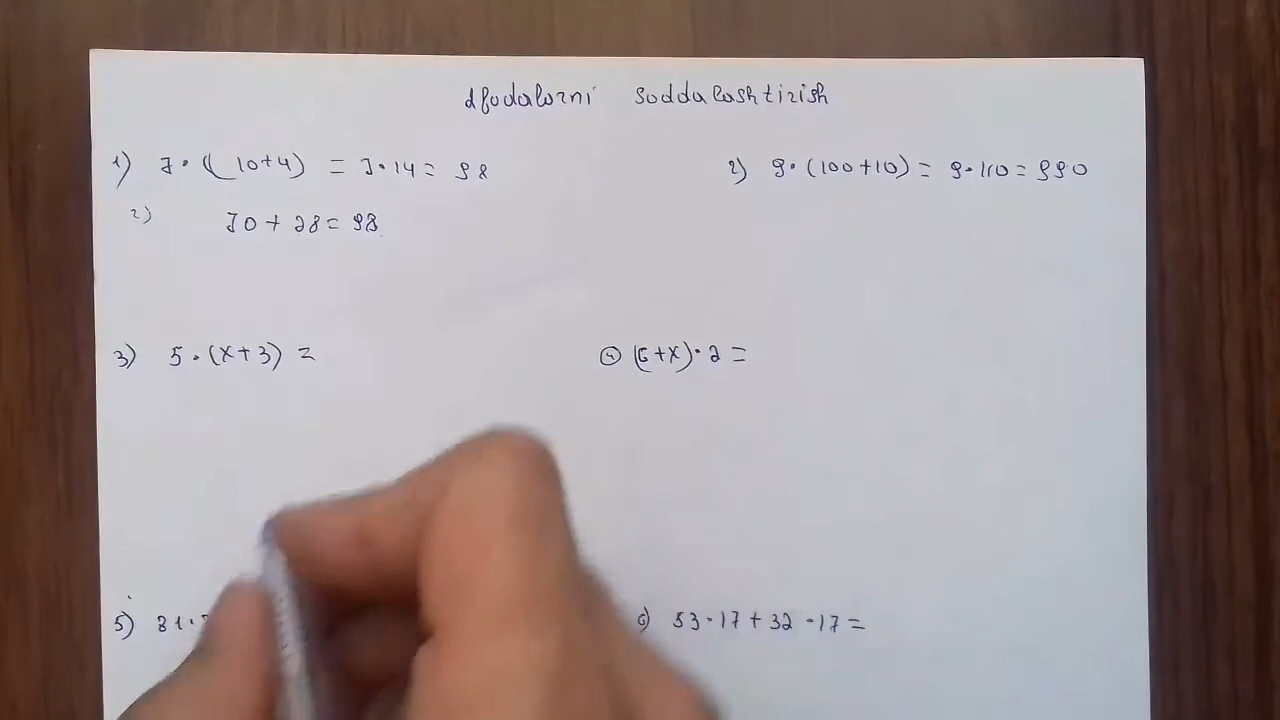 Ifodalarni soddalashtirish
1) 7·(10+4) = 7·14 = 98
2) 9·(100+10) = 9·110 = 990
2) 70 + 28 = 98
3) 5·(x+3) =
4) (6+x)·2 =
5) 81·
6) 53·17+32·17=